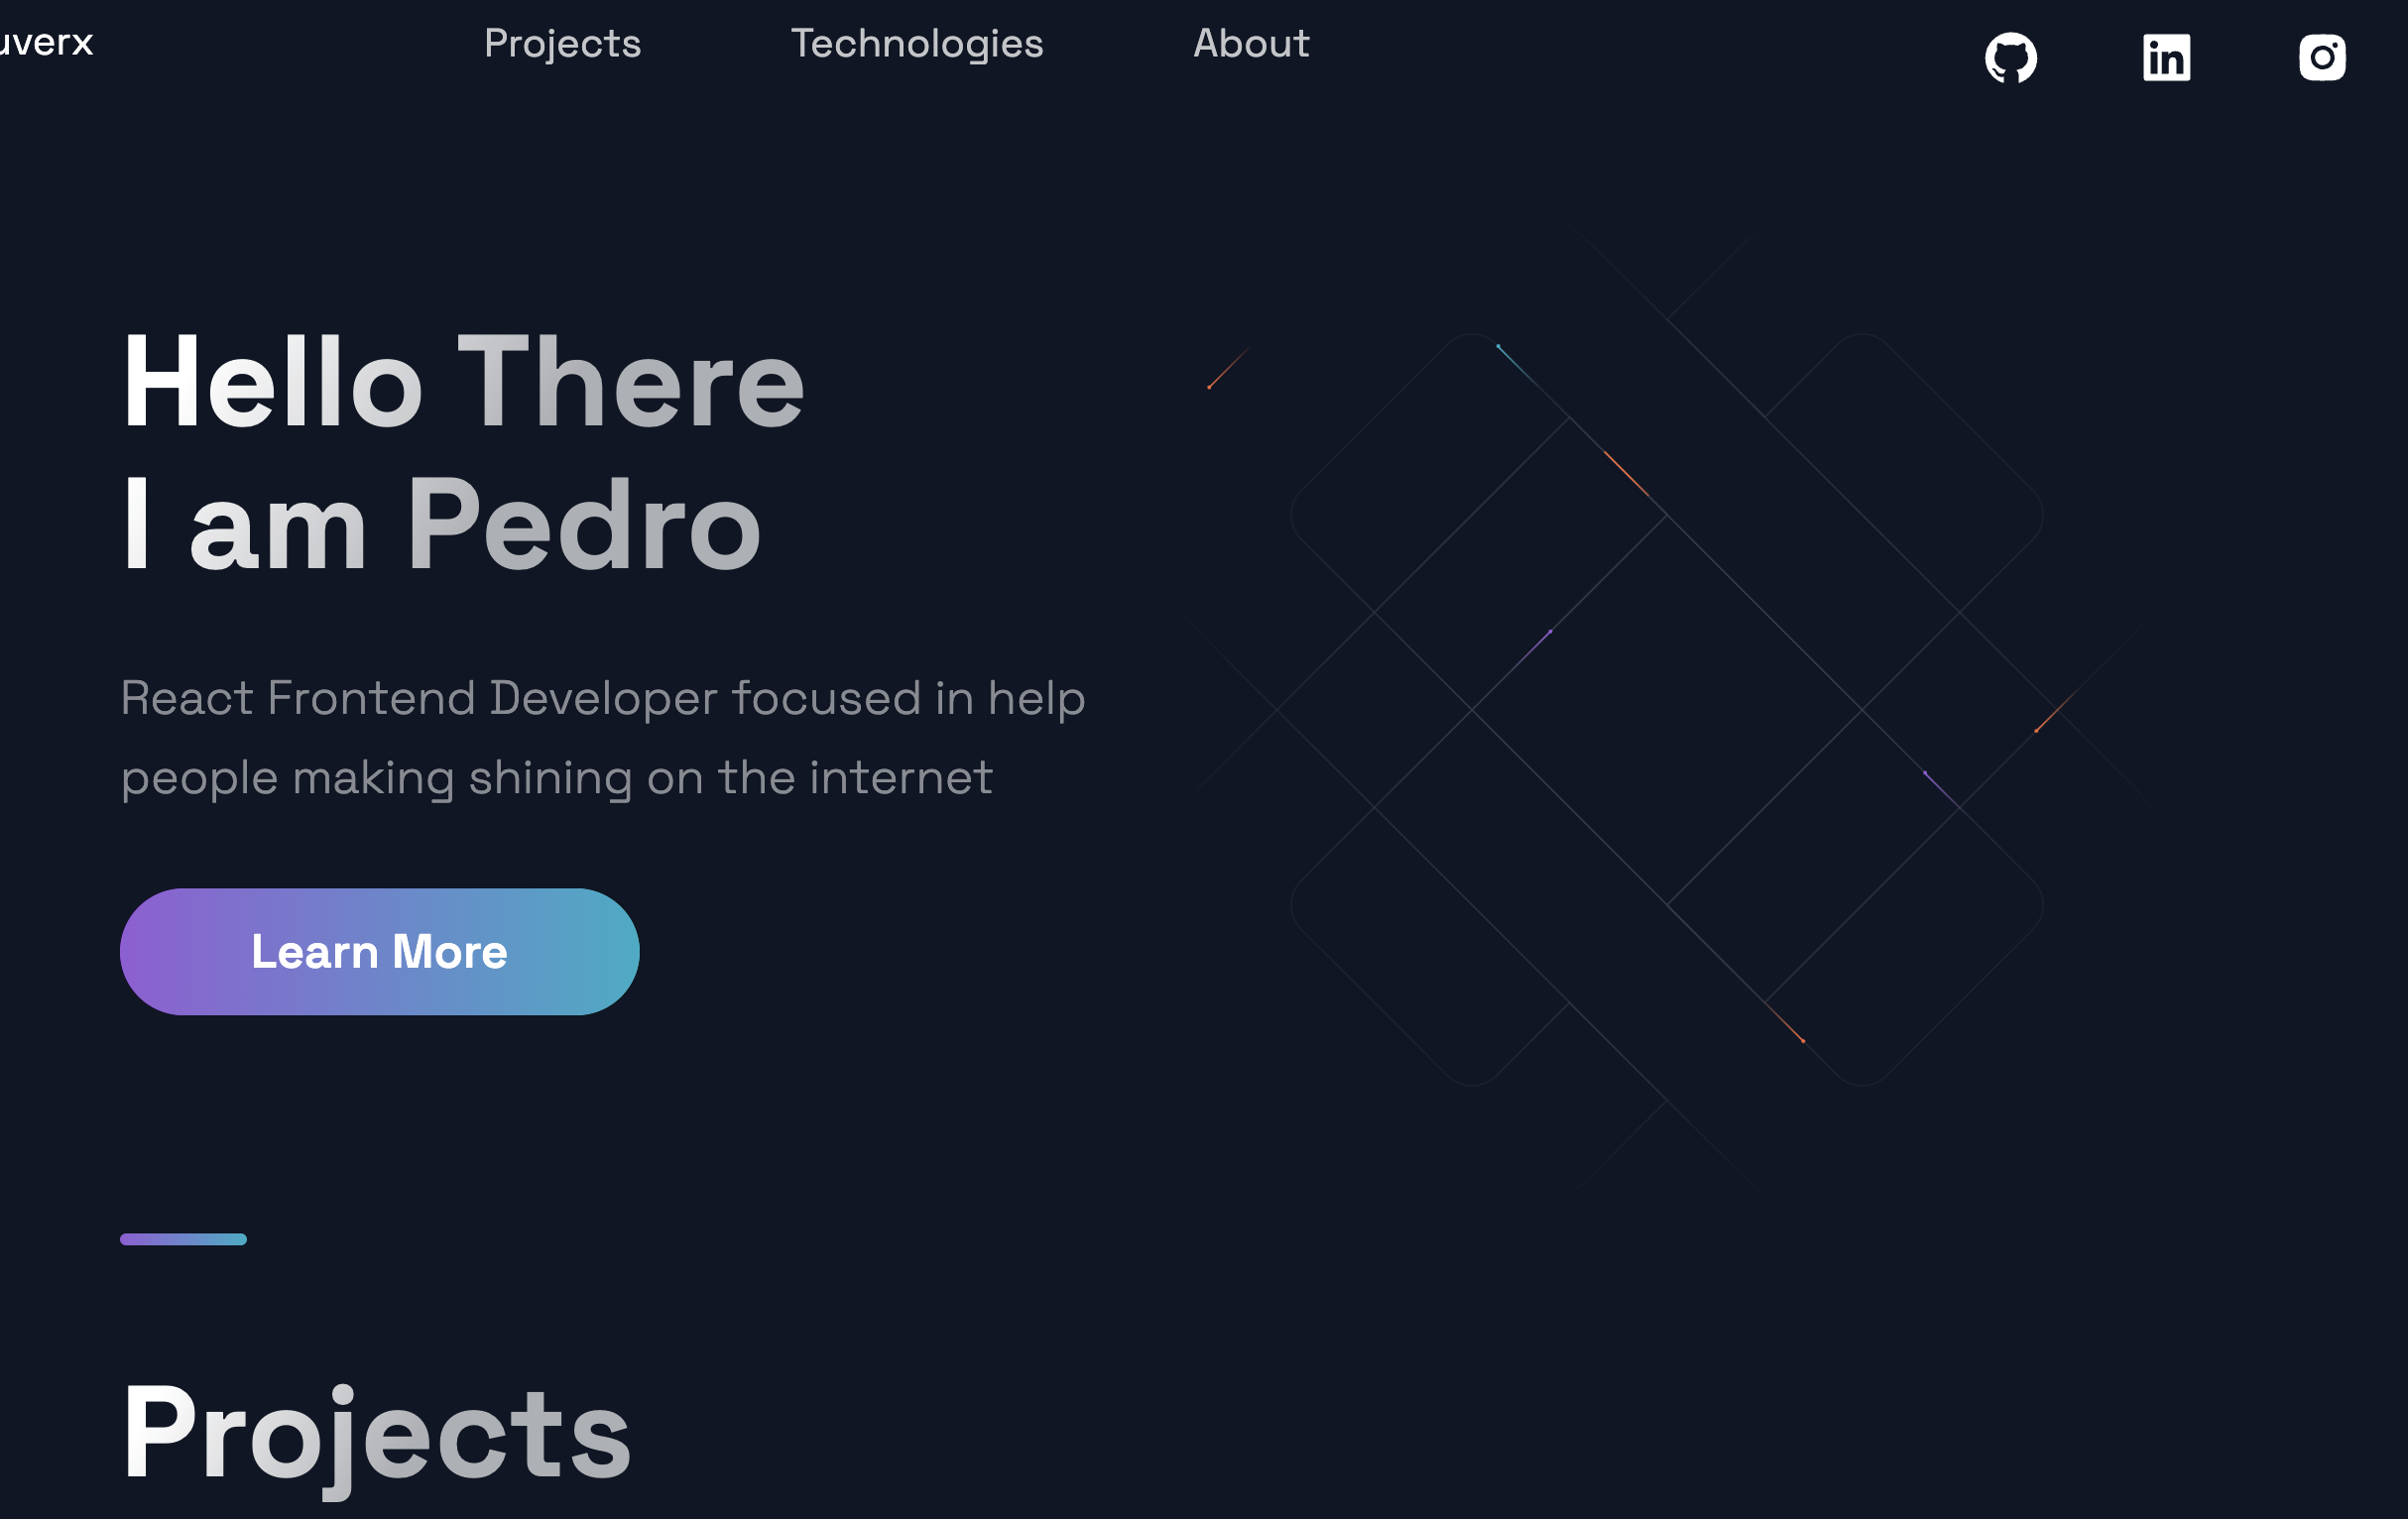 uverx
Projects
Technologies
About
Hello There
I am Pedro
React Frontend Developer focused in help
people making shining on the internet
Learn More
Projects